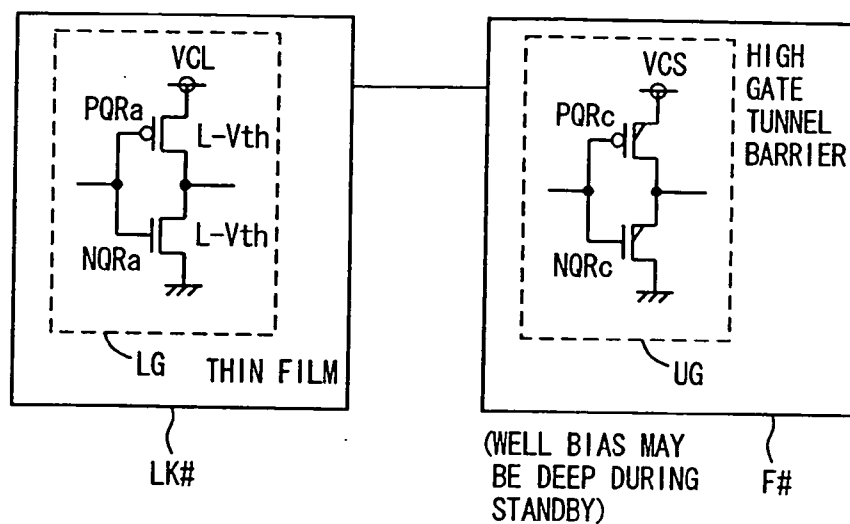 VCL
PQRa
L-Vth
L-Vth
NQRa
LG
THIN FILM
LK#
VCS
HIGH
GATE
TUNNEL
BARRIER
PQRc
NQRc
UG
(WELL BIAS MAY
BE DEEP DURING
STANDBY)
F#